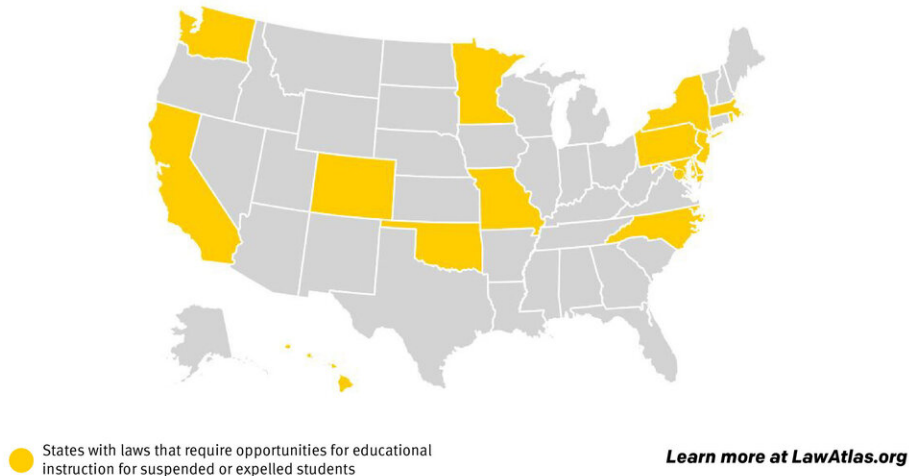 States with laws that require opportunities for educational
instruction for suspended or expelled students
Learn more at LawAtlas.org